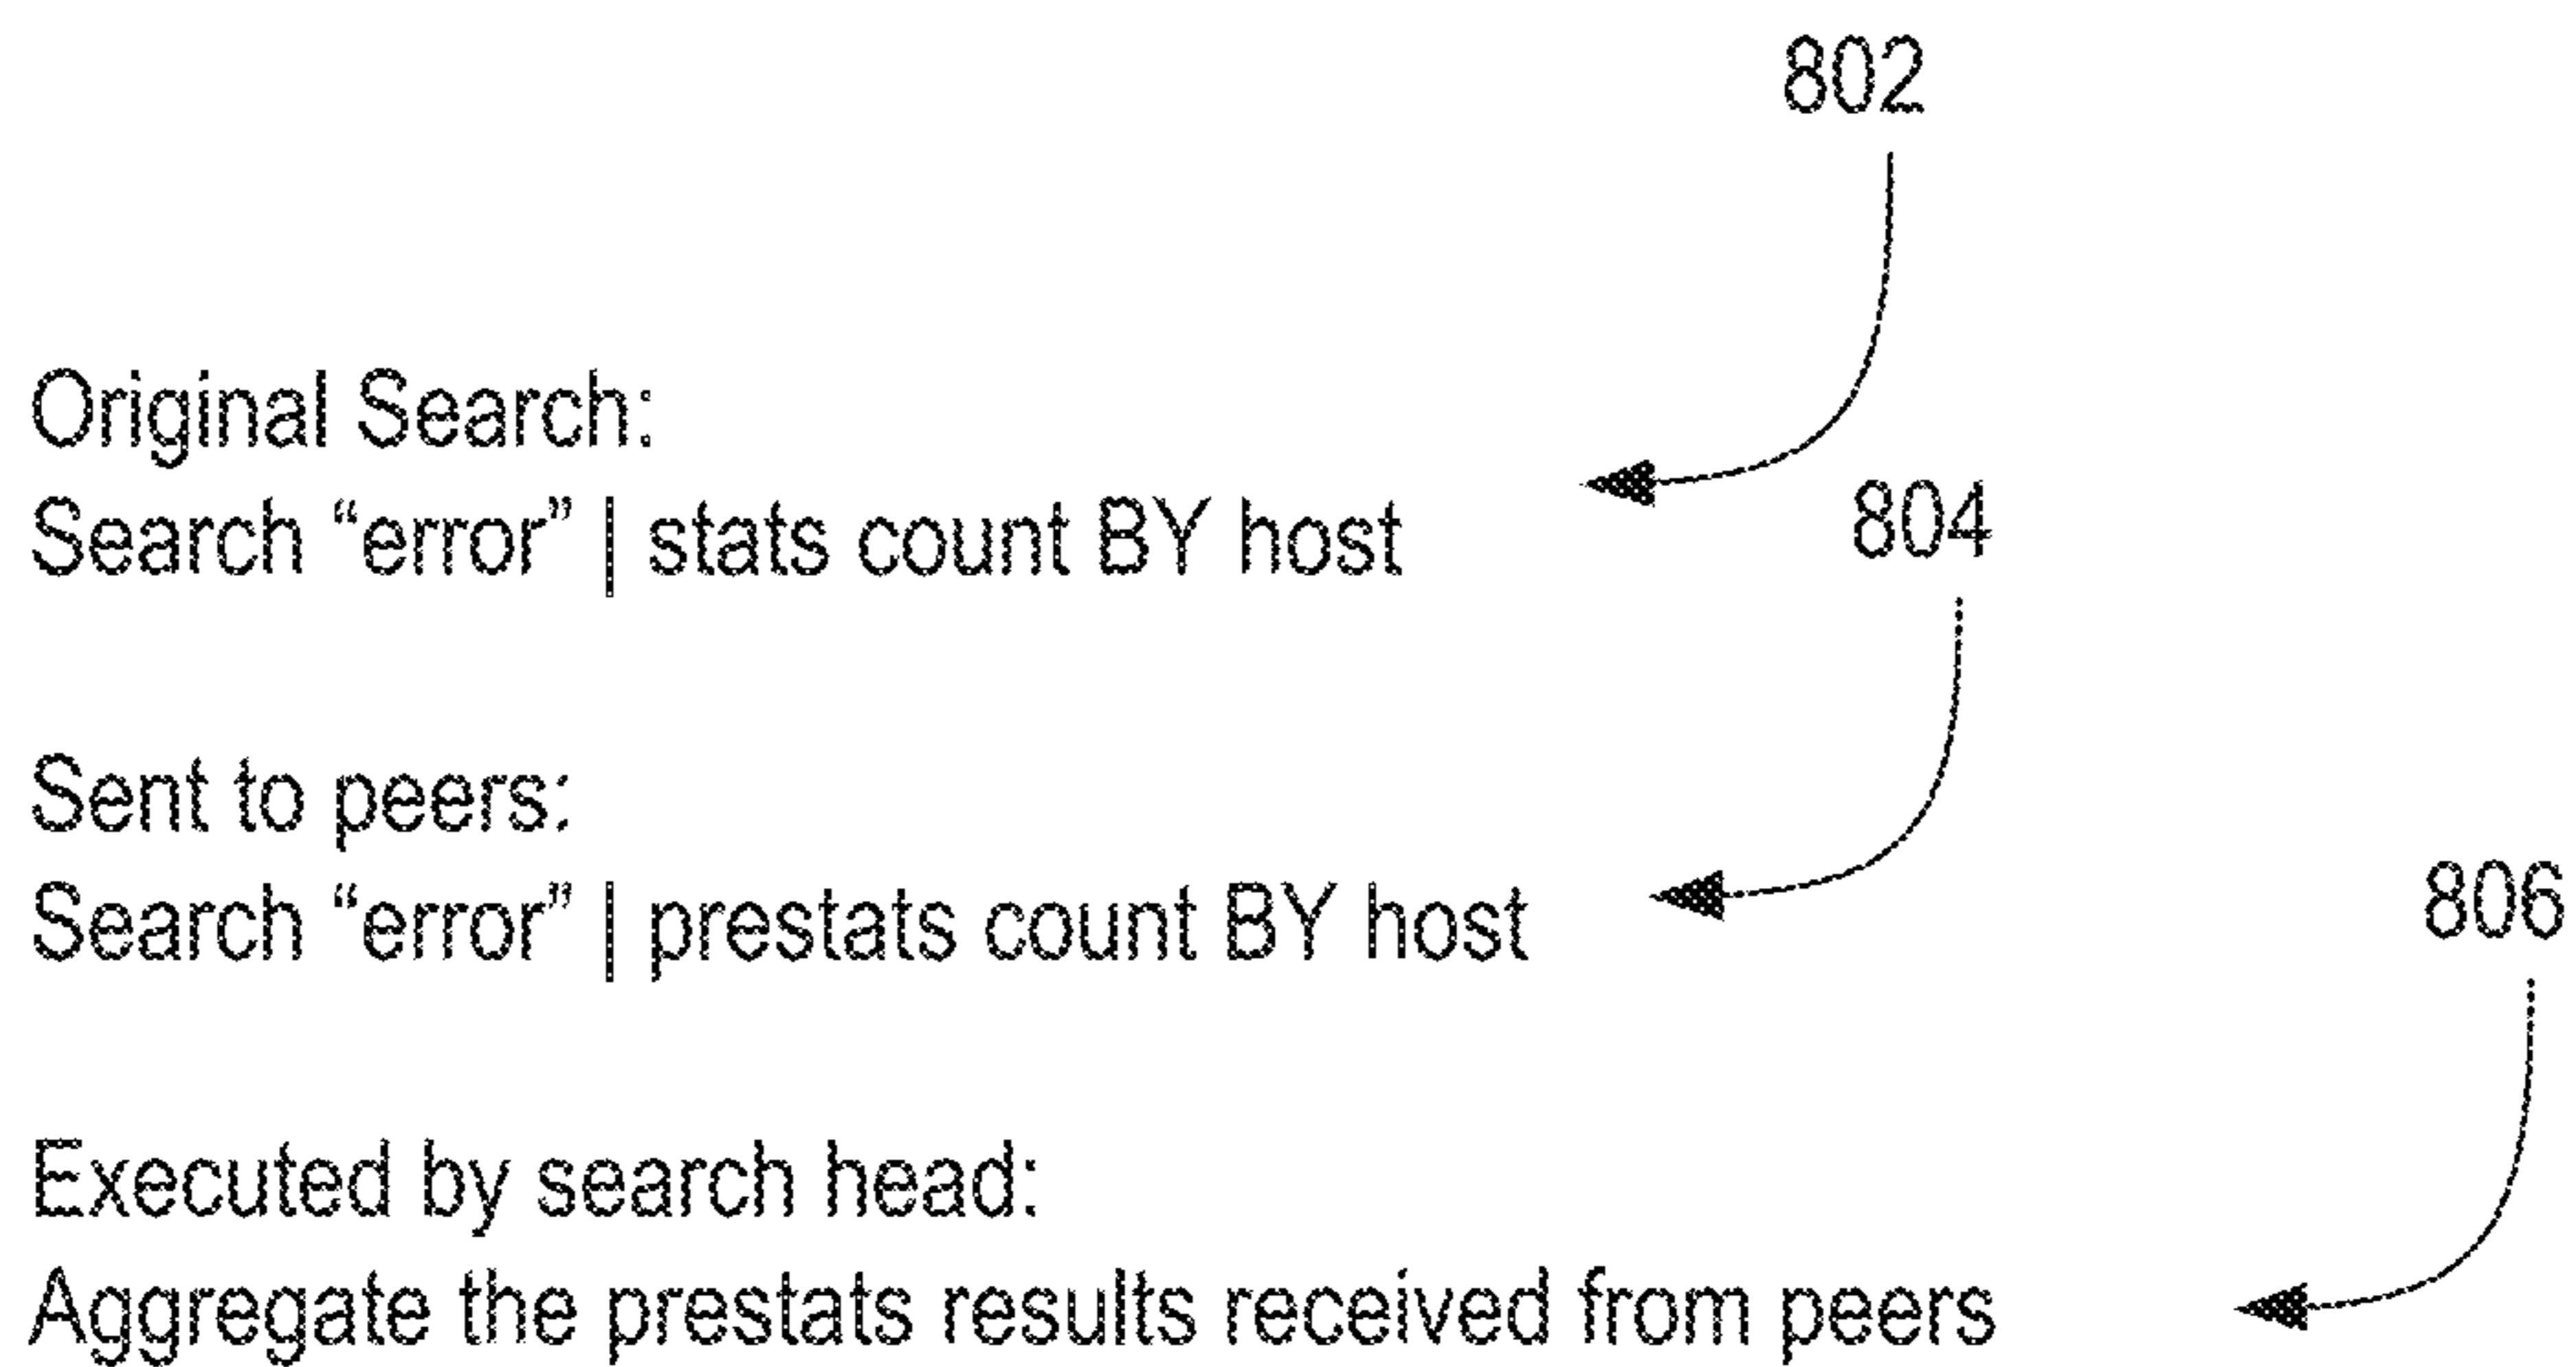 802
Original Search:
Search “error” | stats count BY host
804
Sent to peers:
Search “error” | prestats count BY host
806
Executed by search head:
Aggregate the prestats results received from peers